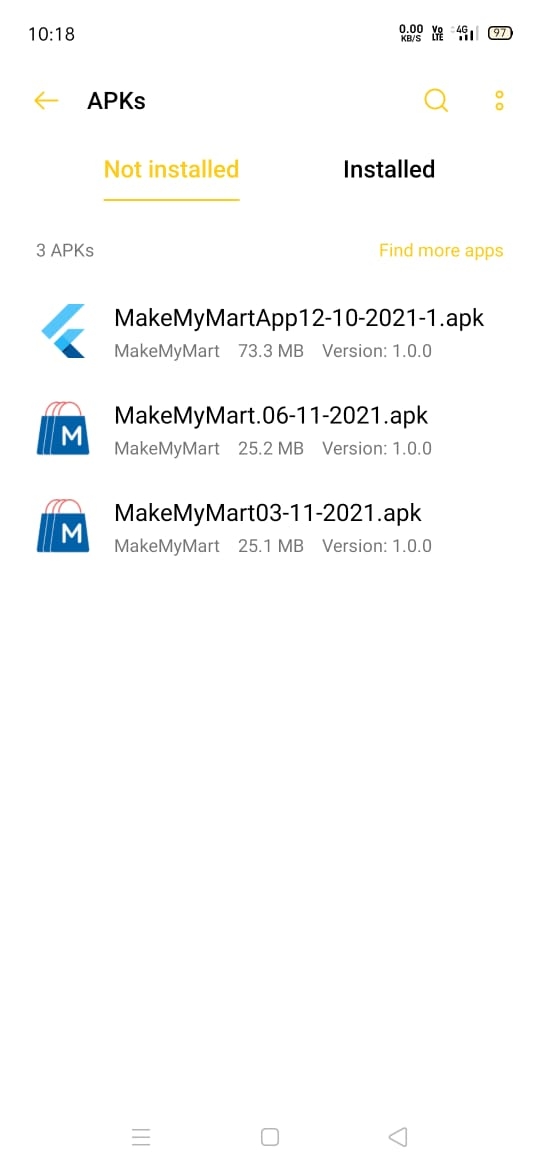 10:18
0.00 KB/S Vo LTE 4G 97
APKs
Not installed Installed
3 APKs Find more apps
MakeMyMartApp12-10-2021-1.apk
MakeMyMart 73.3 MB Version: 1.0.0
M MakeMyMart.06-11-2021.apk
MakeMyMart 25.2 MB Version: 1.0.0
M MakeMyMart03-11-2021.apk
MakeMyMart 25.1 MB Version: 1.0.0